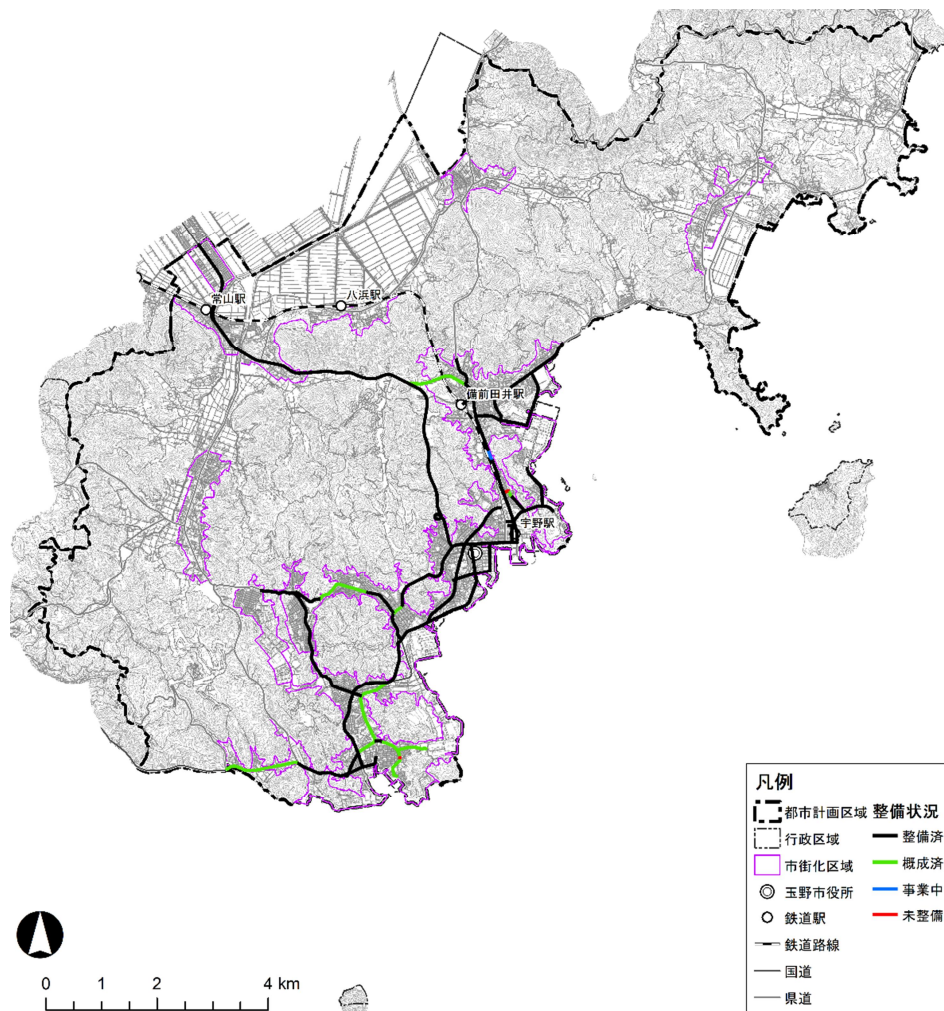 常山駅
八浜駅
備前田井駅
宇野駅
凡例
都市計画区域
行政区域
市街化区域
玉野市役所
鉄道駅
鉄道路線
国道
県道
整備状況
整備済
概成済
事業中
未整備
0 1 2 4 km